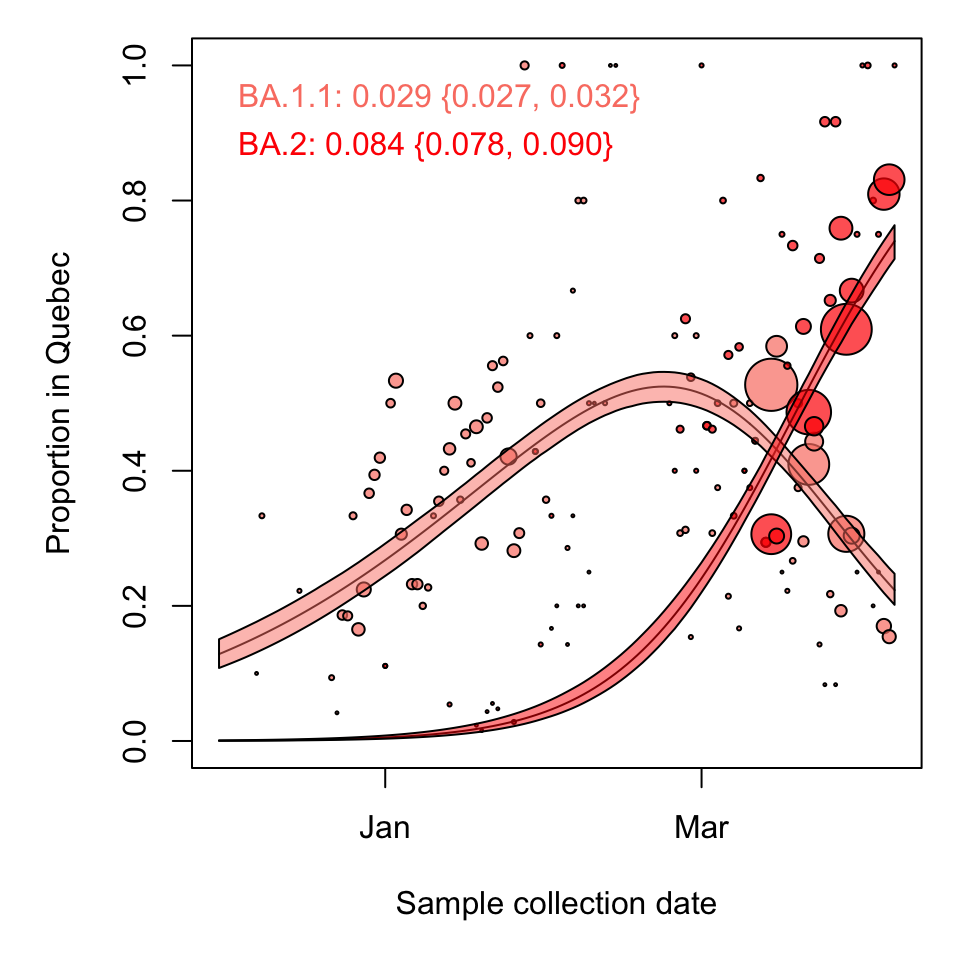 BA.1.1: 0.029 {0.027, 0.032}
BA.2: 0.084 {0.078, 0.090}
1.0
0.8
0.6
0.4
0.2
0.0
Proportion in Quebec
Jan
Mar
Sample collection date